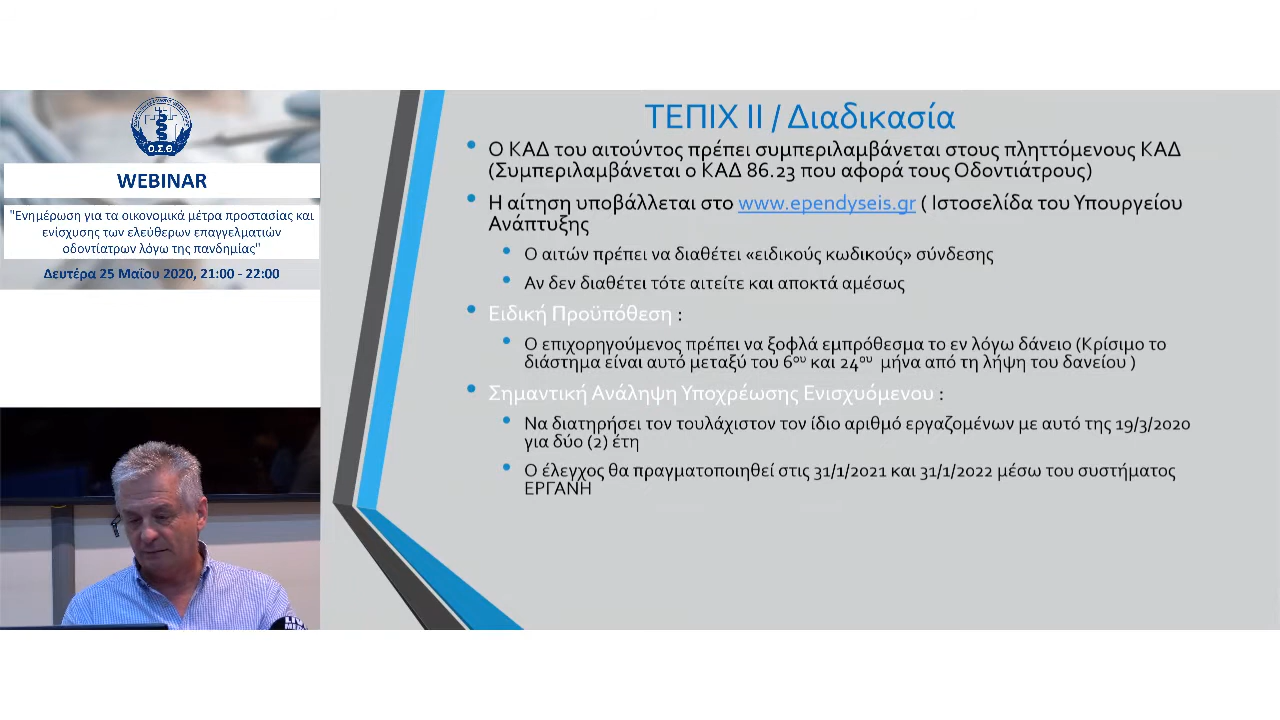 Ο.Σ.Θ.
WEBINAR
"Ενημέρωση για τα οικονομικά μέτρα προστασίας και
ενίσχυσης των ελεύθερων επαγγελματιών
οδοντίατρων λόγω της πανδημίας"
Δευτέρα 25 Μαΐου 2020, 21:00 - 22:00
ΤΕΠΙΧ ΙΙ / Διαδικασία
• Ο ΚΑΔ του αιτούντος πρέπει συμπεριλαμβάνεται στους πληττόμενους ΚΑΔ
(Συμπεριλαμβάνεται ο ΚΑΔ 86.23 που αφορά τους Οδοντιάτρους)
• Η αίτηση υποβάλλεται στο www.ependyseis.gr ( Ιστοσελίδα του Υπουργείου
Ανάπτυξης
• Ο αιτών πρέπει να διαθέτει «ειδικούς κωδικούς» σύνδεσης
• Αν δεν διαθέτει τότε αιτείτε και αποκτά αμέσως
• Ειδική Προϋπόθεση :
• Ο επιχορηγούμενος πρέπει να ξοφλά εμπρόθεσμα το εν λόγω δάνειο (Κρίσιμο το
διάστημα είναι αυτό μεταξύ του 6ου και 24ου μήνα από τη λήψη του δανείου )
• Σημαντική Ανάληψη Υποχρέωσης Ενισχυόμενου :
• Να διατηρήσει τον τουλάχιστον τον ίδιο αριθμό εργαζομένων με αυτό της 19/3/2020
για δύο (2) έτη
• Ο έλεγχος θα πραγματοποιηθεί στις 31/1/2021 και 31/1/2022 μέσω του συστήματος
ΕΡΓΑΝΗ